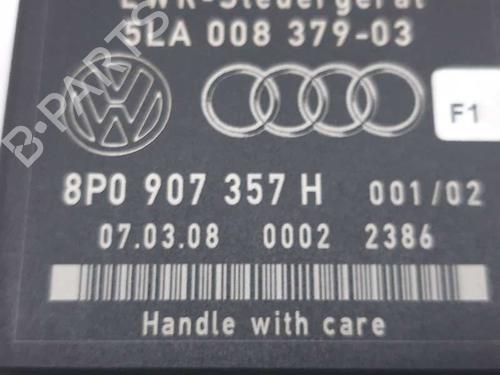 LWR-Steuergerät
5LA 008 379-03
F1
8P0 907 357 H 001/02
07.03.08 0002 2386
Handle with care
B-PARTS